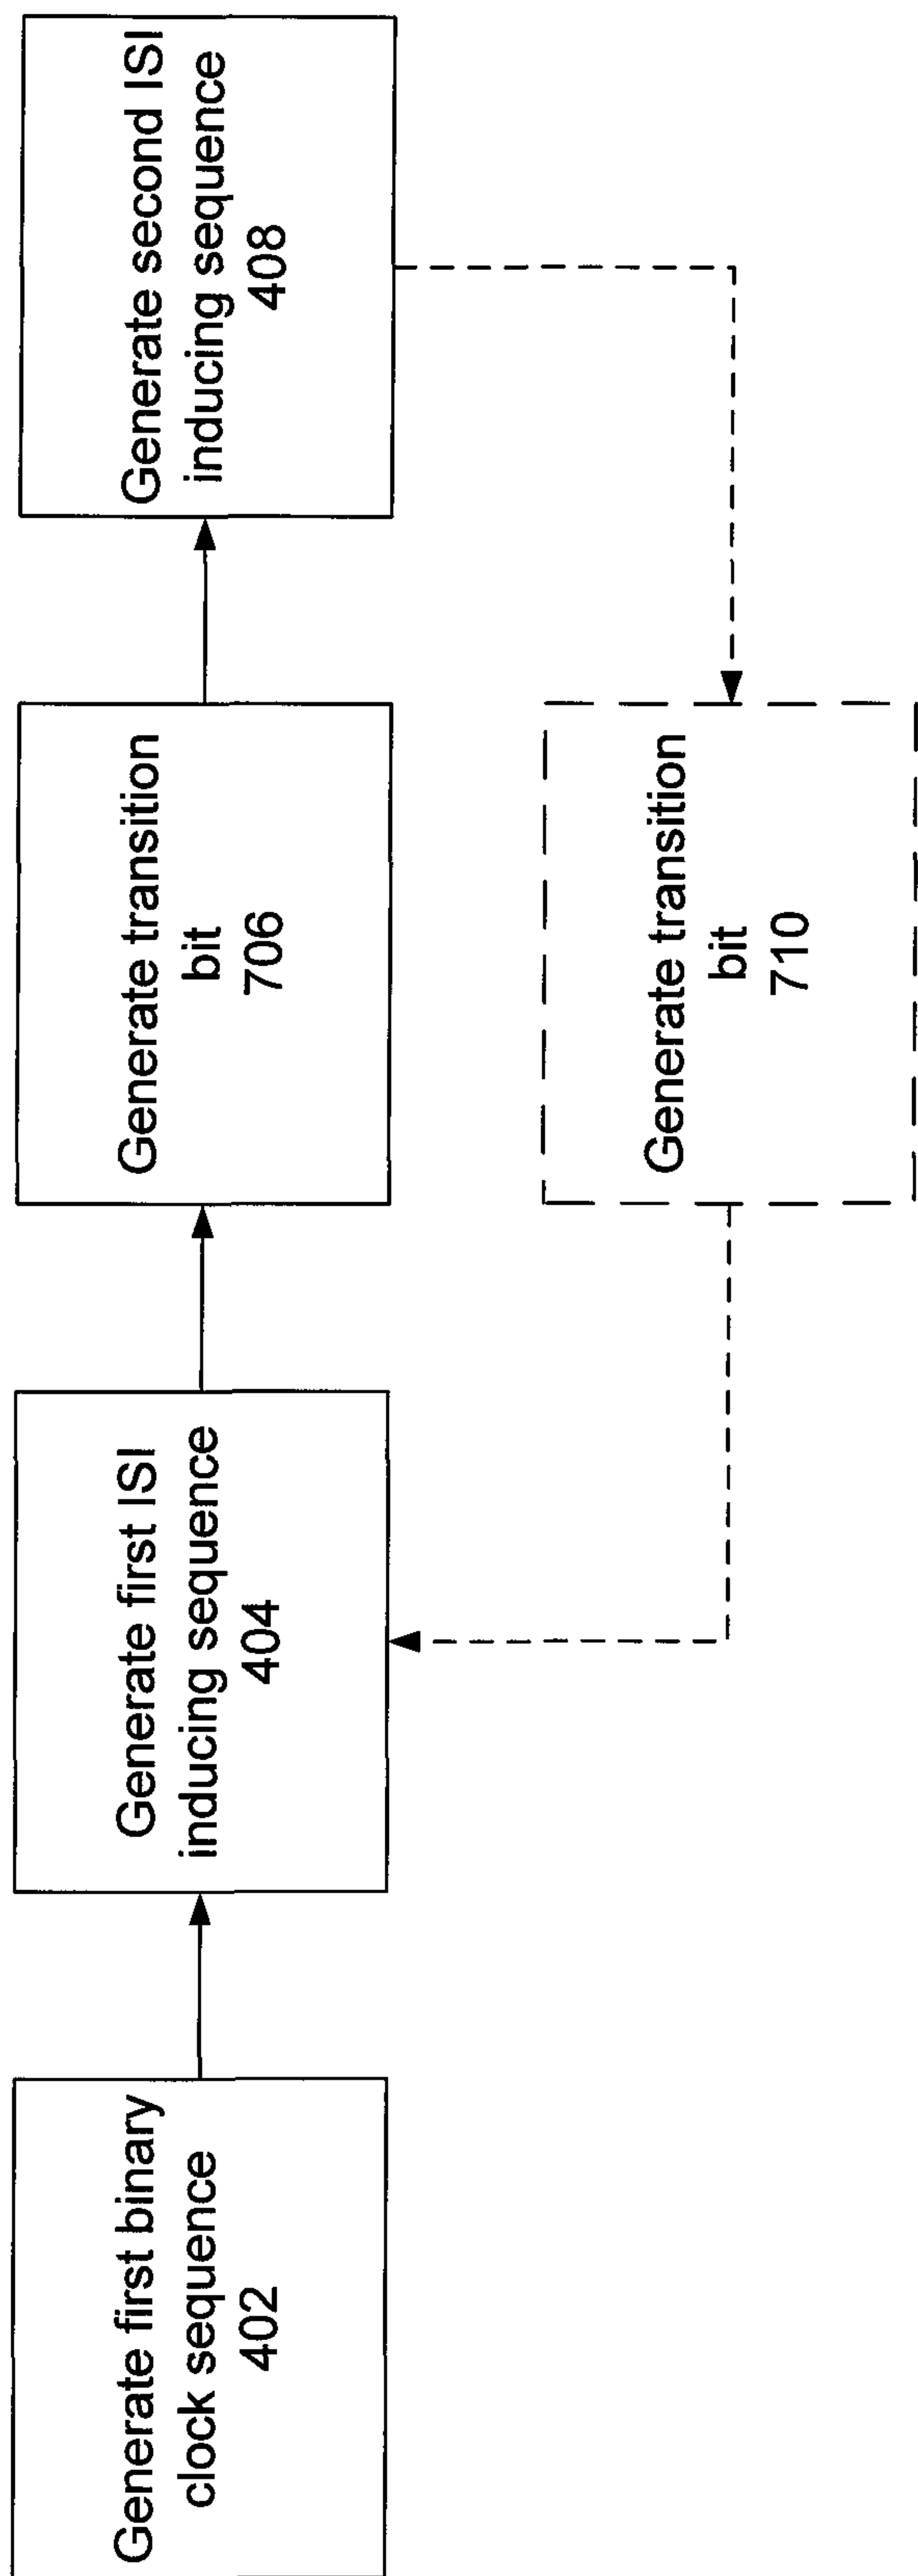 Generate first binary
clock sequence
402
Generate first ISI
inducing sequence
404
Generate transition
bit
706
Generate second ISI
inducing sequence
408
Generate transition
bit
710